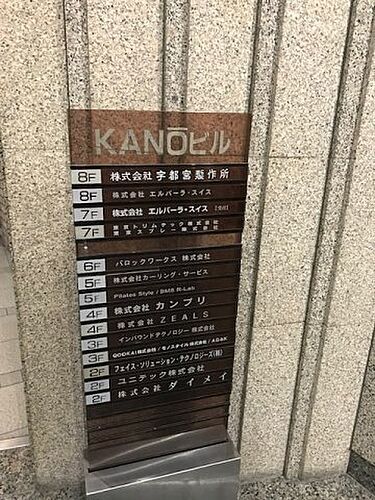 KANŌビル
8F 株式会社 宇都宮製作所
8F 株式会社 エルバーラ・スイス
7F 株式会社 エルバーラ・スイス
7F
6F バロックワークス 株式会社
5F 株式会社カーリング・サービス
5F Pilates Style / BMR R-Lab
4F 株式会社 カンプリ
4F 株式会社 ZEALS
3F インバウンドテクノロジー 株式会社
3F
2F フェイス・ソリューション・テクノロジーズ(株)
2F ユニテック株式会社
2F 株式会社 ダイメイ